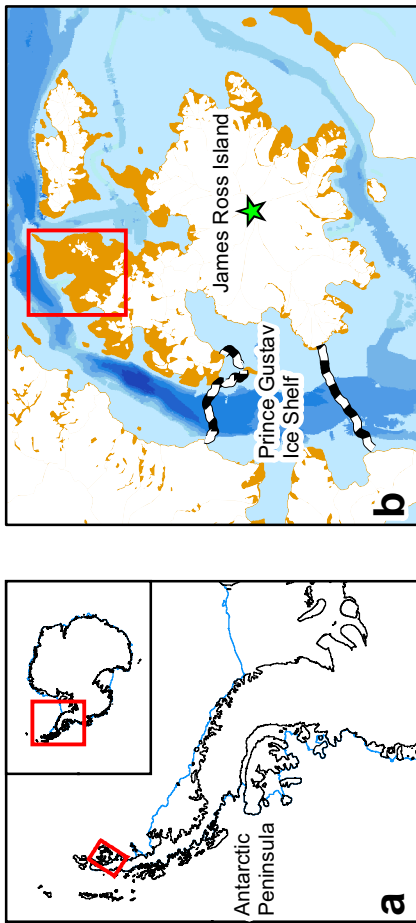 a
Antarctic
Peninsula
b
Prince Gustav
Ice Shelf
James Ross Island